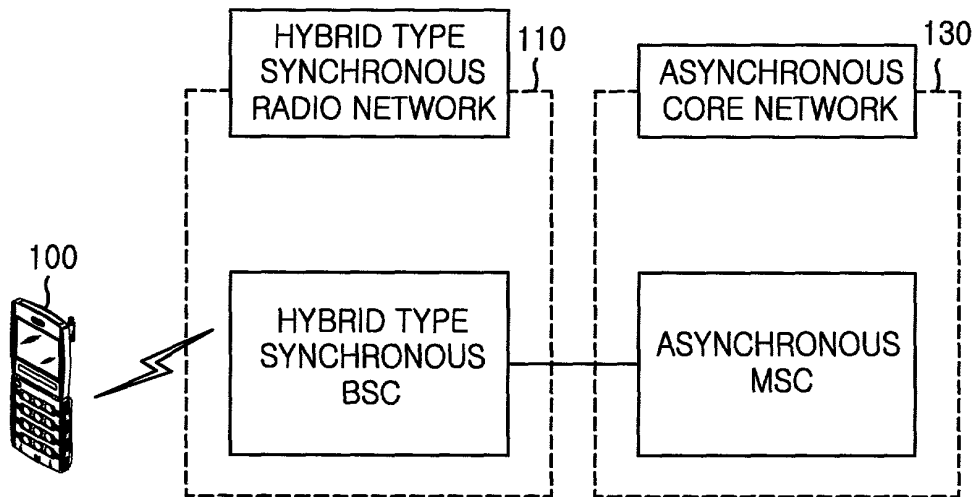 HYBRID TYPE
SYNCHRONOUS
RADIO NETWORK
110
ASYNCHRONOUS
CORE NETWORK
130
100
HYBRID TYPE
SYNCHRONOUS
BSC
ASYNCHRONOUS
MSC